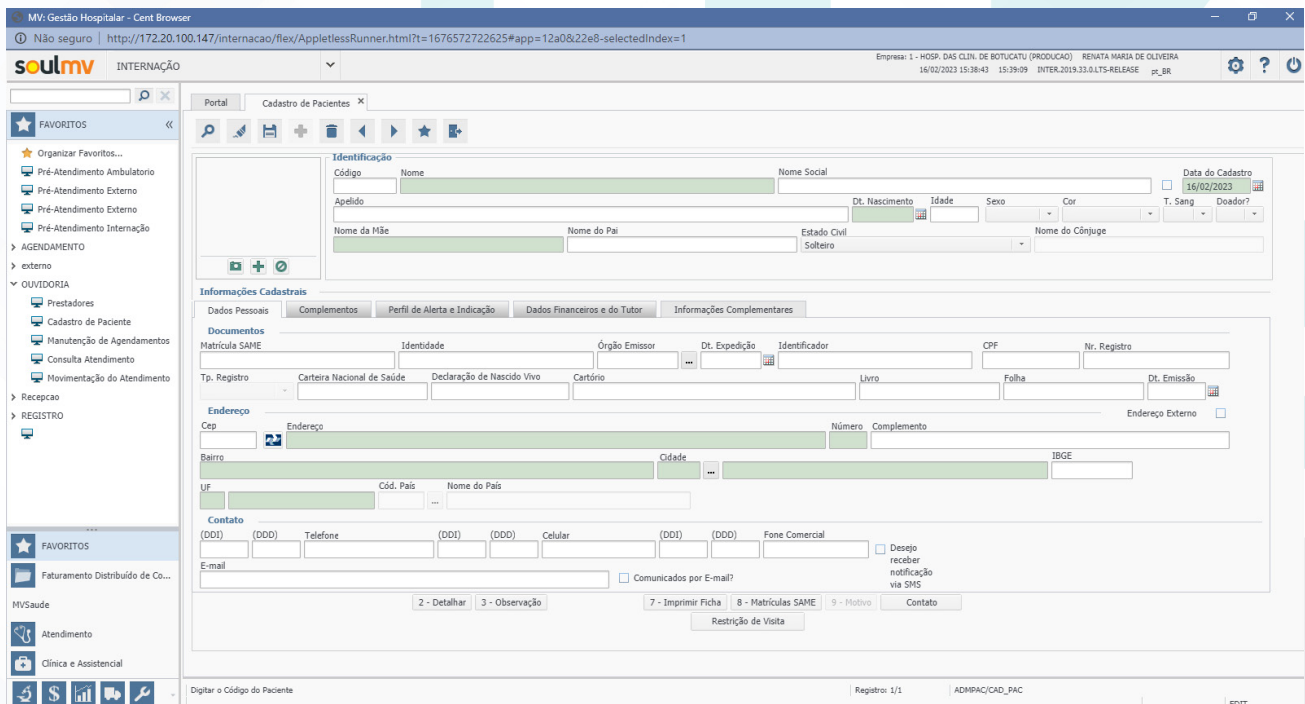 MV: Gestão Hospitalar - Cent Browser
Não seguro | http://172.20.100.147/internacao/flex/AppletlessRunner.html?t=1676572722625#app=12a0&22e8-selectedIndex=1
soulmv INTERNAÇÃO
Empresa: 1 - HOSP. DAS CLIN. DE BOTUCATU (PRODUCAO) RENATA MARIA DE OLIVEIRA
16/02/2023 15:38:43 15:39:09 INTER.2019.33.0.LTS-RELEASE pt_BR
FAVORITOS
Organizar Favoritos...
Pré-Atendimento Ambulatorio
Pré-Atendimento Externo
Pré-Atendimento Externo
Pré-Atendimento Internação
AGENDAMENTO
externo
OUVIDORIA
Prestadores
Cadastro de Paciente
Manutenção de Agendamentos
Consulta Atendimento
Movimentação do Atendimento
Recepcao
REGISTRO
FAVORITOS
Faturamento Distribuído de Co...
MVSaude
Atendimento
Clínica e Assistencial
Portal Cadastro de Pacientes X
Identificação
Código Nome Nome Social Data do Cadastro
16/02/2023
Apelido Dt. Nascimento Idade Sexo Cor T. Sang Doador?
Nome da Mãe Nome do Pai Estado Civil Nome do Cônjuge
Solteiro
Informações Cadastrais
Dados Pessoais Complementos Perfil de Alerta e Indicação Dados Financeiros e do Tutor Informações Complementares
Documentos
Matrícula SAME Identidade Órgão Emissor Dt. Expedição Identificador CPF Nr. Registro
...
Tp. Registro Carteira Nacional de Saúde Declaração de Nascido Vivo Cartório Livro Folha Dt. Emissão
Endereço Endereço Externo
Cep Endereço Número Complemento
Bairro Cidade IBGE
...
UF Cód. País Nome do País
...
Contato
(DDI) (DDD) Telefone (DDI) (DDD) Celular (DDI) (DDD) Fone Comercial
Desejo
receber
notificação
via SMS
E-mail
Comunicados por E-mail?
2 - Detalhar 3 - Observação 7 - Imprimir Ficha 8 - Matrículas SAME 9 - Motivo Contato
Restrição de Visita
Digitar o Código do Paciente Registro: 1/1 ADMPAC/CAD_PAC
EDIT